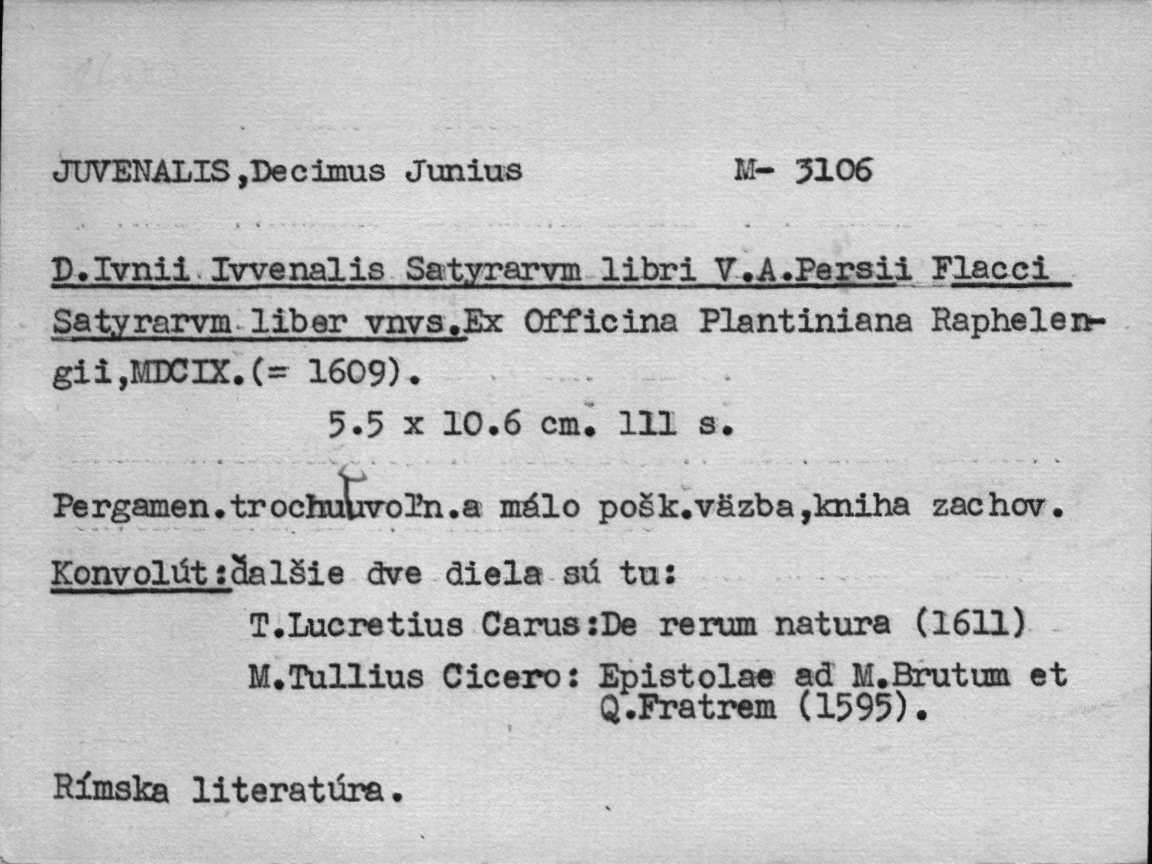 JUVENALIS,Decimus Junius M- 3106
D.Ivnii Ivvenalis Satyrarvm libri V.A.Persii Flacci
Satyrarvm liber vnvs.Ex Officina Plantiniana Raphelen-
gii,MDCIX.(= 1609).
5.5 x 10.6 cm. 111 s.
Pergamen.trochu uvoľn.a málo pošk.väzba,kniha zachov.
Konvolút:ďalšie dve diela sú tu:
T.Lucretius Carus:De rerum natura (1611)
M.Tullius Cicero: Epistolae ad M.Brutum et
Q.Fratrem (1595).
Rímska literatúra.